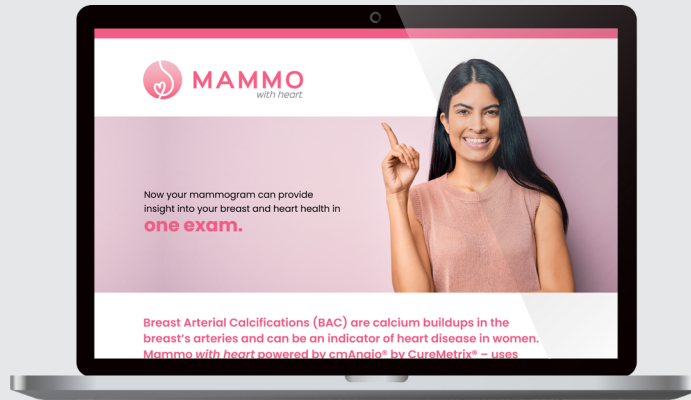 MAMMO
with heart
Now your mammogram can provide
insight into your breast and heart health in
one exam.
Breast Arterial Calcifications (BAC) are calcium buildups in the
breast's arteries and can be an indicator of heart disease in women.
Mammo with heart powered by cmAngio® by CureMetrix® – uses